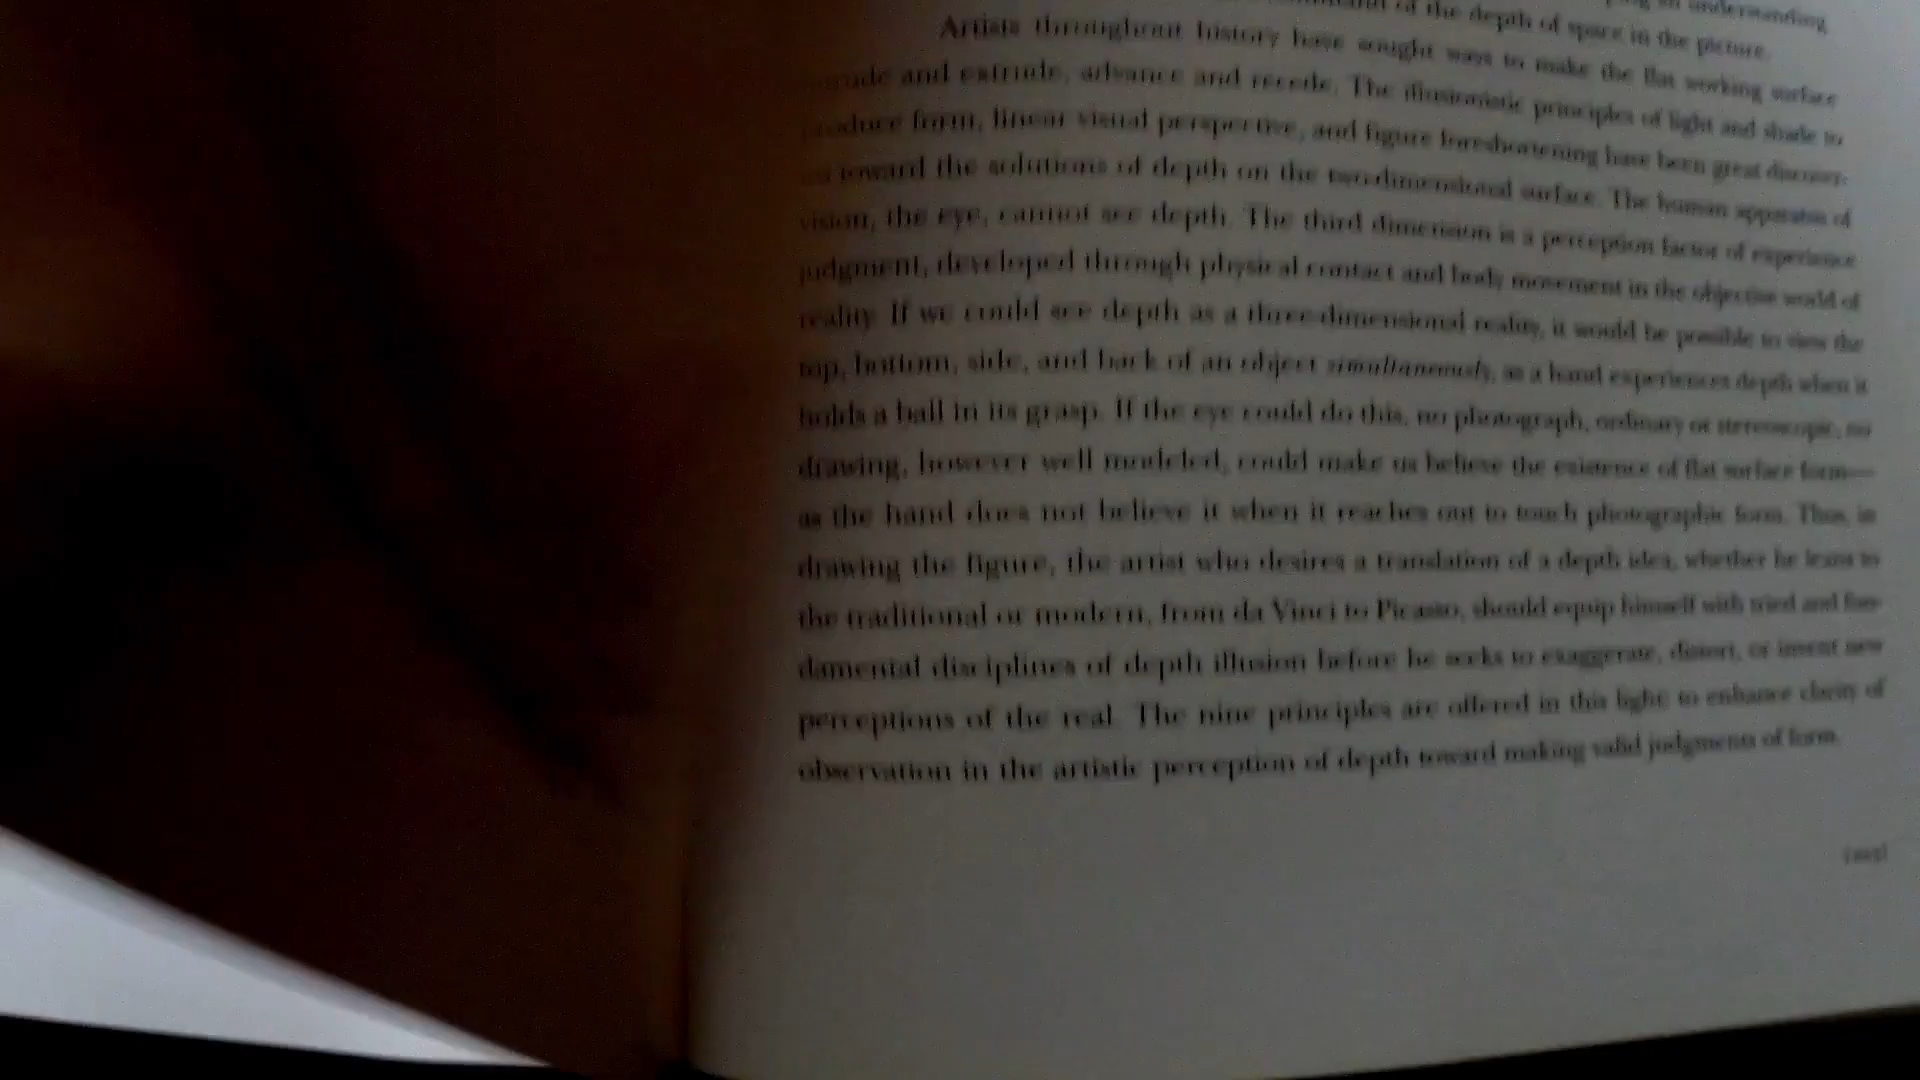 understanding
of the depth of space in the picture.
Artists throughout history have sought ways to make the flat working surface
and extrude, advance and recede. The illusionistic principles of light and shade to
produce form, linear visual perspective, and figure foreshortening have been great discover-
toward the solutions of depth on the two-dimensional surface. The human apparatus of
vision, the eye, cannot see depth. The third dimension is a perception factor of experience
judgment, developed through physical contact and body movement in the objective world of
reality. If we could see depth as a three-dimensional reality, it would be possible to view the
top, bottom, side, and back of an object simultaneously, as a hand experiences depth when it
holds a ball in its grasp. If the eye could do this, no photograph, ordinary or stereoscopic, no
drawing, however well modeled, could make us believe the existence of flat surface form—
as the hand does not believe it when it reaches out to touch photographic form. Thus, in
drawing the figure, the artist who desires a translation of a depth idea, whether he leans to
the traditional or modern, from da Vinci to Picasso, should equip himself with tried and fun-
damental disciplines of depth illusion before he seeks to exaggerate, distort, or invent new
perceptions of the real. The nine principles are offered in this light: to enhance clarity of
observation in the artistic perception of depth toward making valid judgments of form.